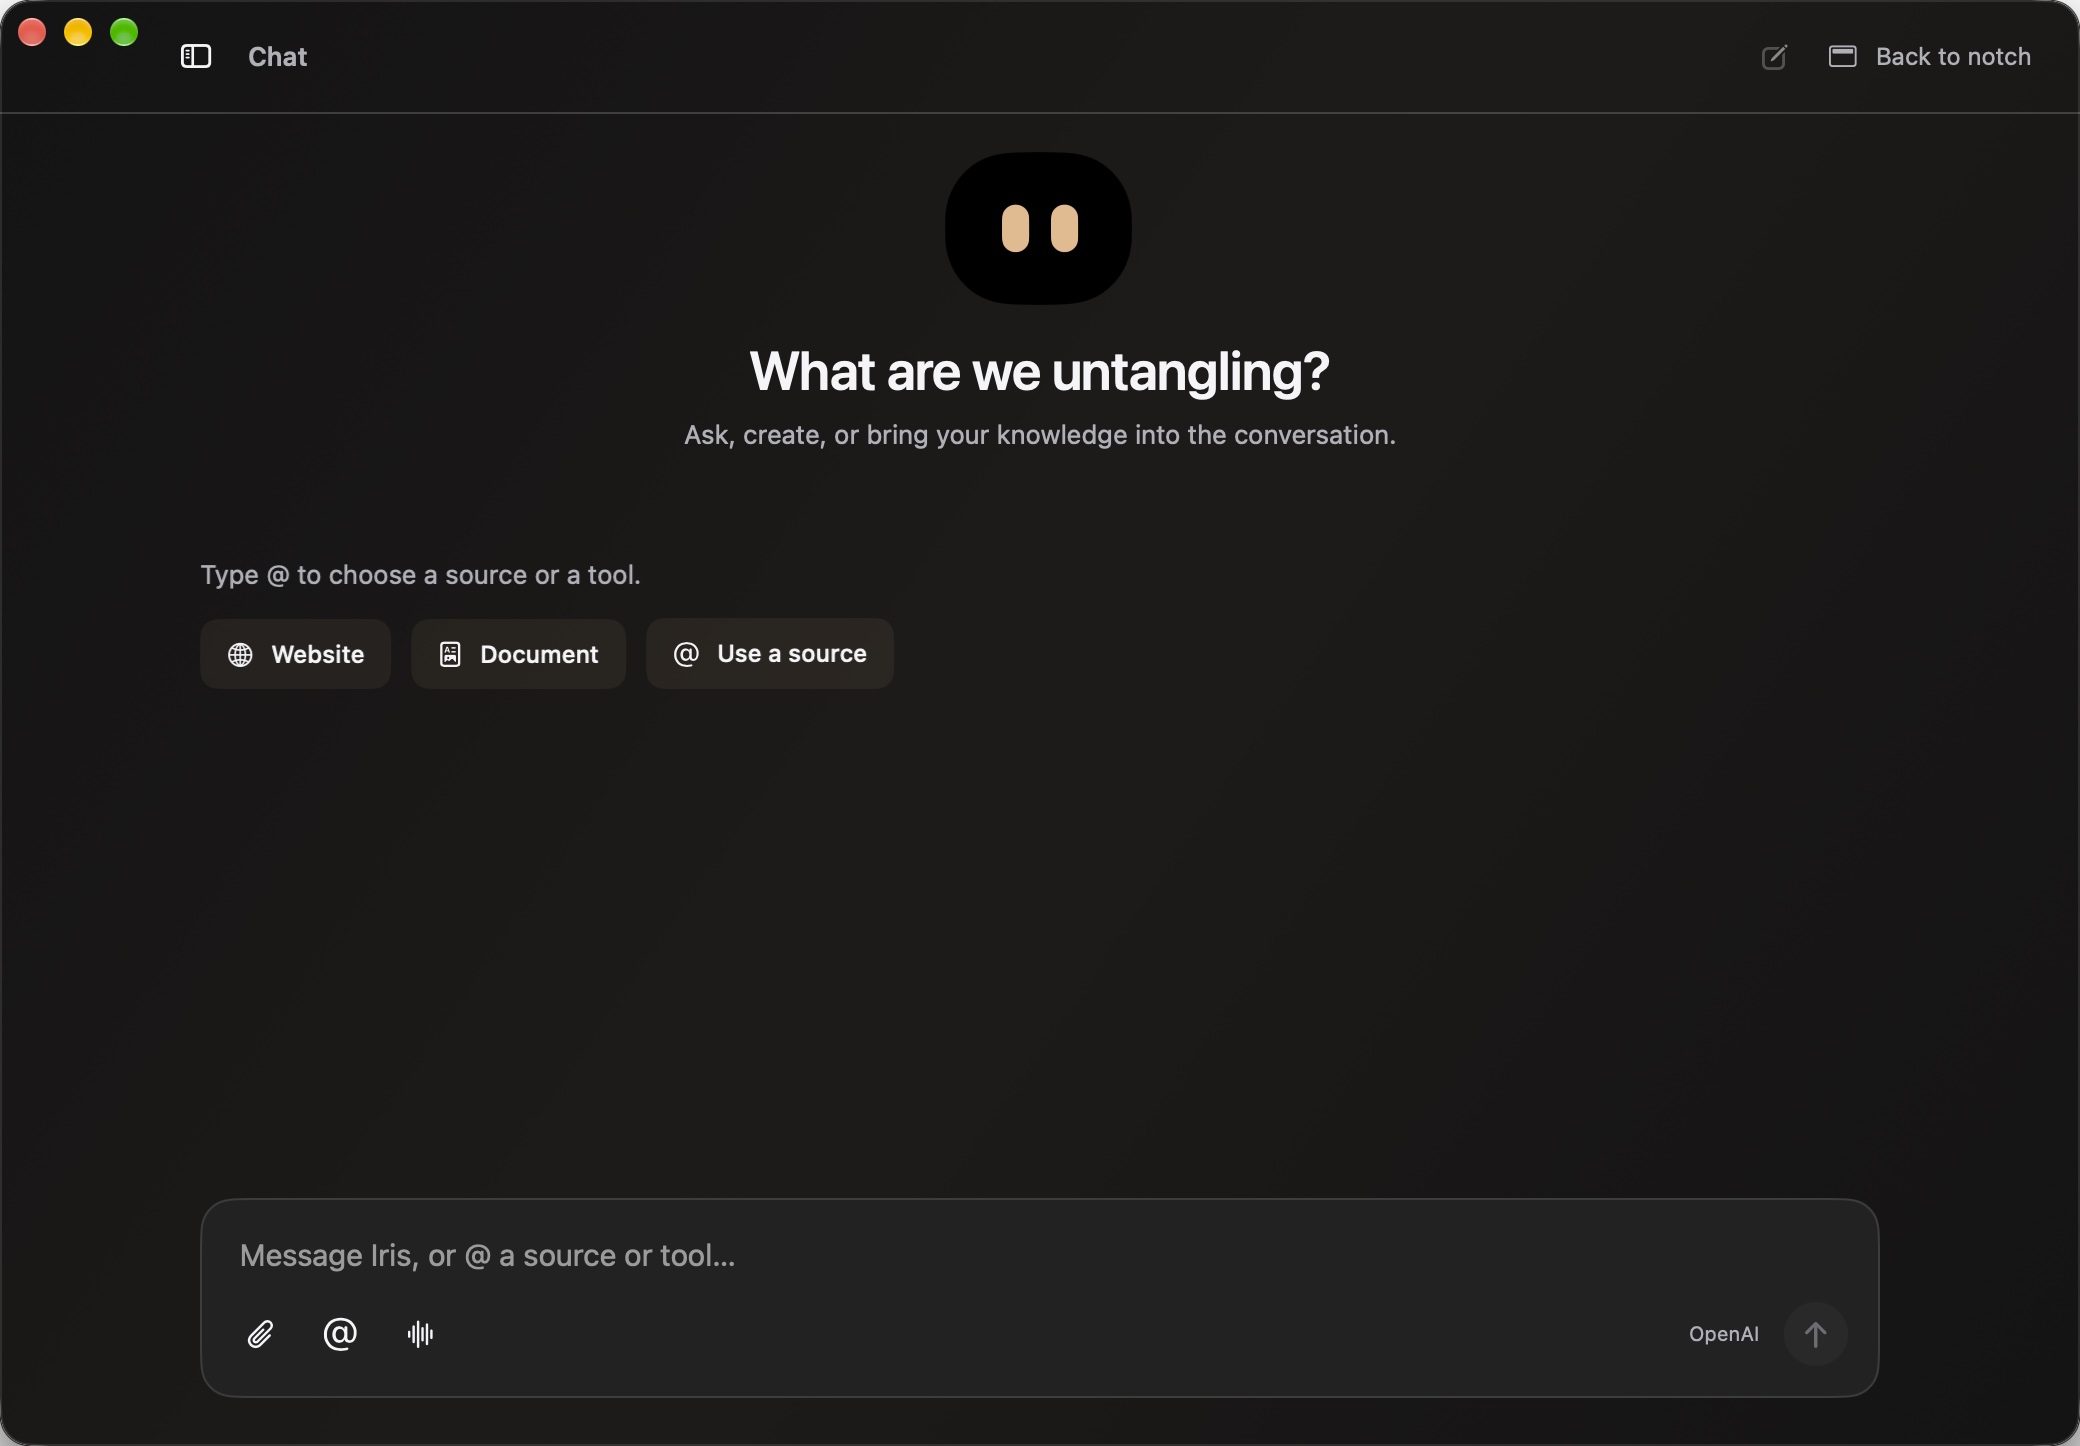 Chat
Back to notch
What are we untangling?
Ask, create, or bring your knowledge into the conversation.
Type @ to choose a source or a tool.
Website
Document
@ Use a source
Message Iris, or @ a source or tool...
@
OpenAI